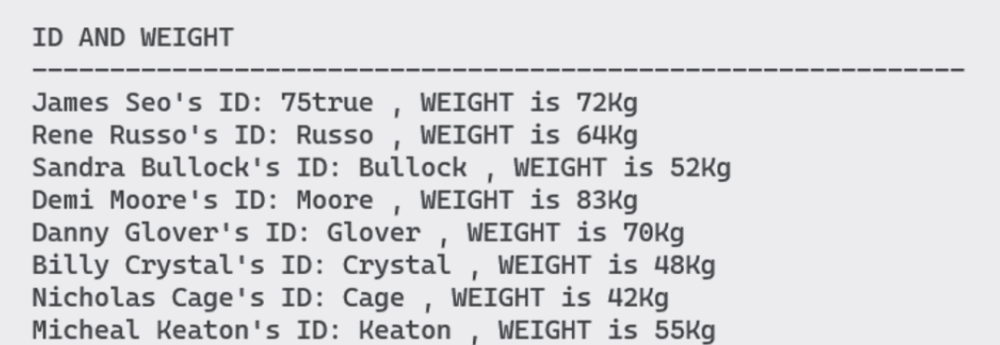 ID AND WEIGHT
------------------------------------------------------------
James Seo's ID: 75true , WEIGHT is 72Kg
Rene Russo's ID: Russo , WEIGHT is 64Kg
Sandra Bullock's ID: Bullock , WEIGHT is 52Kg
Demi Moore's ID: Moore , WEIGHT is 83Kg
Danny Glover's ID: Glover , WEIGHT is 70Kg
Billy Crystal's ID: Crystal , WEIGHT is 48Kg
Nicholas Cage's ID: Cage , WEIGHT is 42Kg
Micheal Keaton's ID: Keaton , WEIGHT is 55Kg